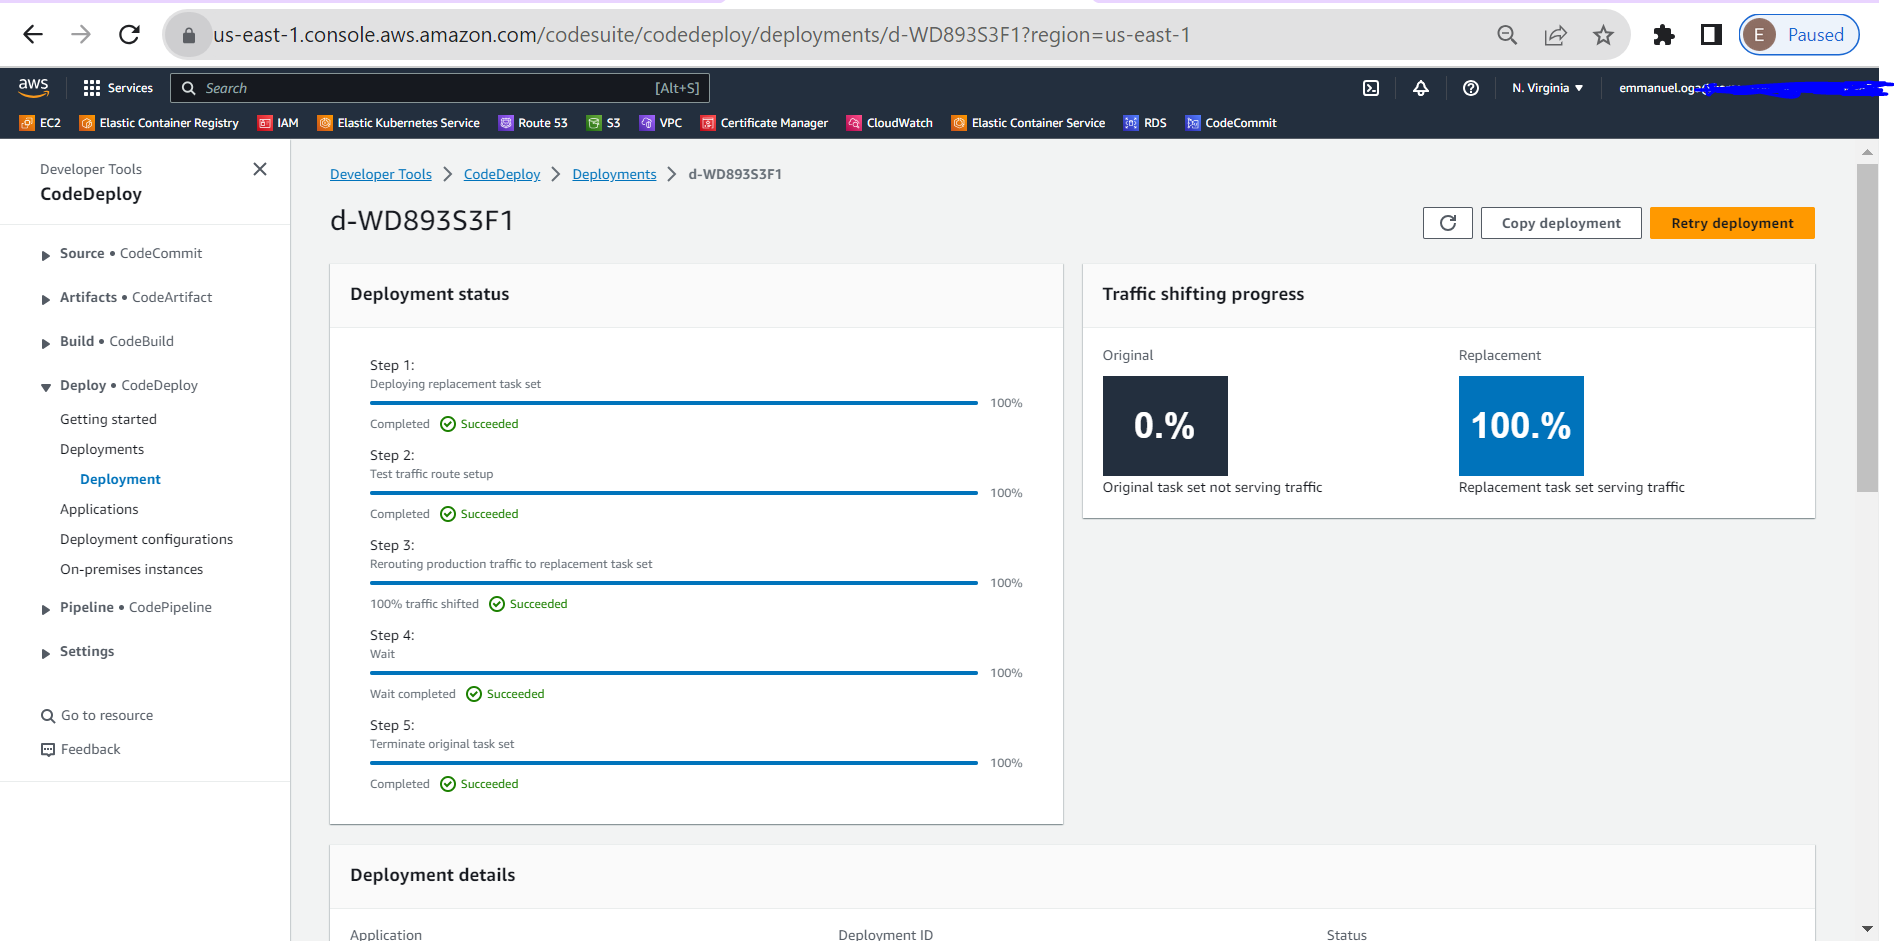 us-east-1.console.aws.amazon.com/codesuite/codedeploy/deployments/d-WD893S3F1?region=us-east-1
E Paused
aws Services Search [Alt+S] N. Virginia ▼
EC2 Elastic Container Registry IAM Elastic Kubernetes Service Route 53 S3 VPC Certificate Manager CloudWatch Elastic Container Service RDS CodeCommit
Developer Tools
CodeDeploy
Source • CodeCommit
Artifacts • CodeArtifact
Build • CodeBuild
Deploy • CodeDeploy
Getting started
Deployments
Deployment
Applications
Deployment configurations
On-premises instances
Pipeline • CodePipeline
Settings
Go to resource
Feedback
Developer Tools > CodeDeploy > Deployments > d-WD893S3F1
d-WD893S3F1
Copy deployment
Retry deployment
Deployment status
Step 1:
Deploying replacement task set
100%
Completed Succeeded
Step 2:
Test traffic route setup
100%
Completed Succeeded
Step 3:
Rerouting production traffic to replacement task set
100%
100% traffic shifted Succeeded
Step 4:
Wait
100%
Wait completed Succeeded
Step 5:
Terminate original task set
100%
Completed Succeeded
Traffic shifting progress
Original
0.%
Original task set not serving traffic
Replacement
100.%
Replacement task set serving traffic
Deployment details
Application Deployment ID Status